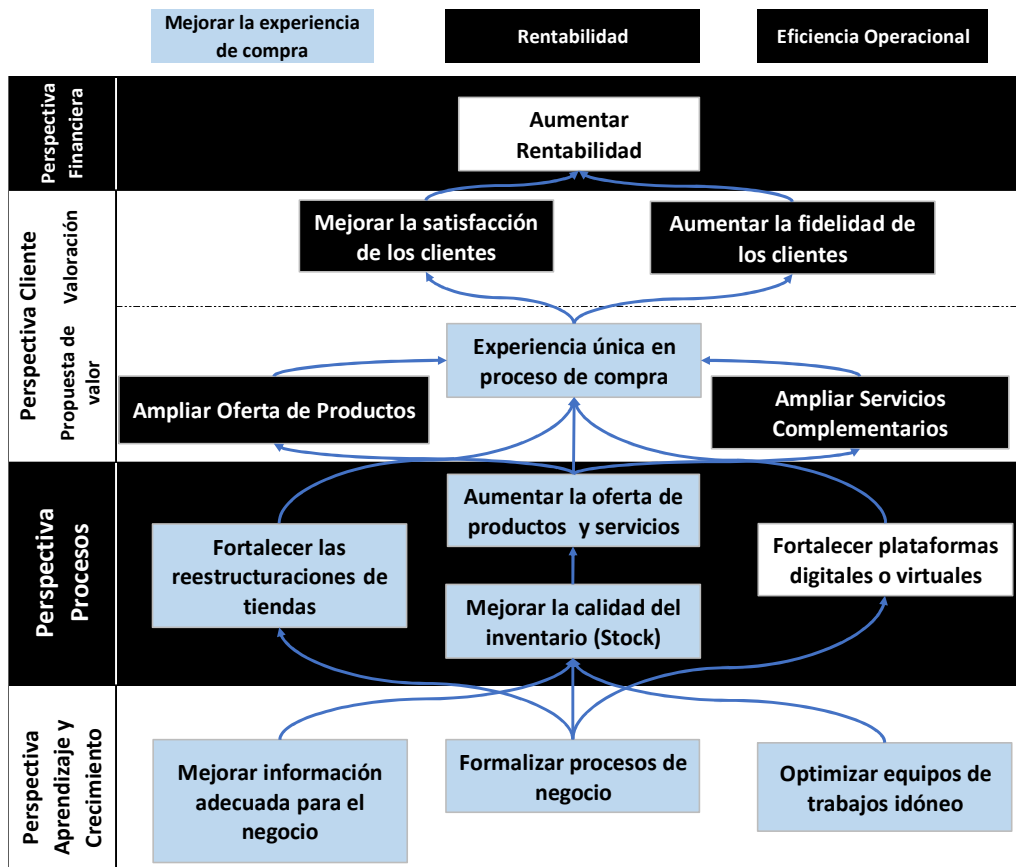 Mejorar la experiencia
de compra
Rentabilidad
Eficiencia Operacional
Perspectiva
Financiera
Aumentar
Rentabilidad
Perspectiva Cliente
Valoración
Mejorar la satisfacción
de los clientes
Aumentar la fidelidad de
los clientes
Propuesta de
valor
Experiencia única en
proceso de compra
Ampliar Oferta de Productos
Ampliar Servicios
Complementarios
Perspectiva
Procesos
Aumentar la oferta de
productos y servicios
Fortalecer las
reestructuraciones de
tiendas
Fortalecer plataformas
digitales o virtuales
Mejorar la calidad del
inventario (Stock)
Perspectiva
Aprendizaje y
Crecimiento
Mejorar información
adecuada para el
negocio
Formalizar procesos de
negocio
Optimizar equipos de
trabajos idóneo